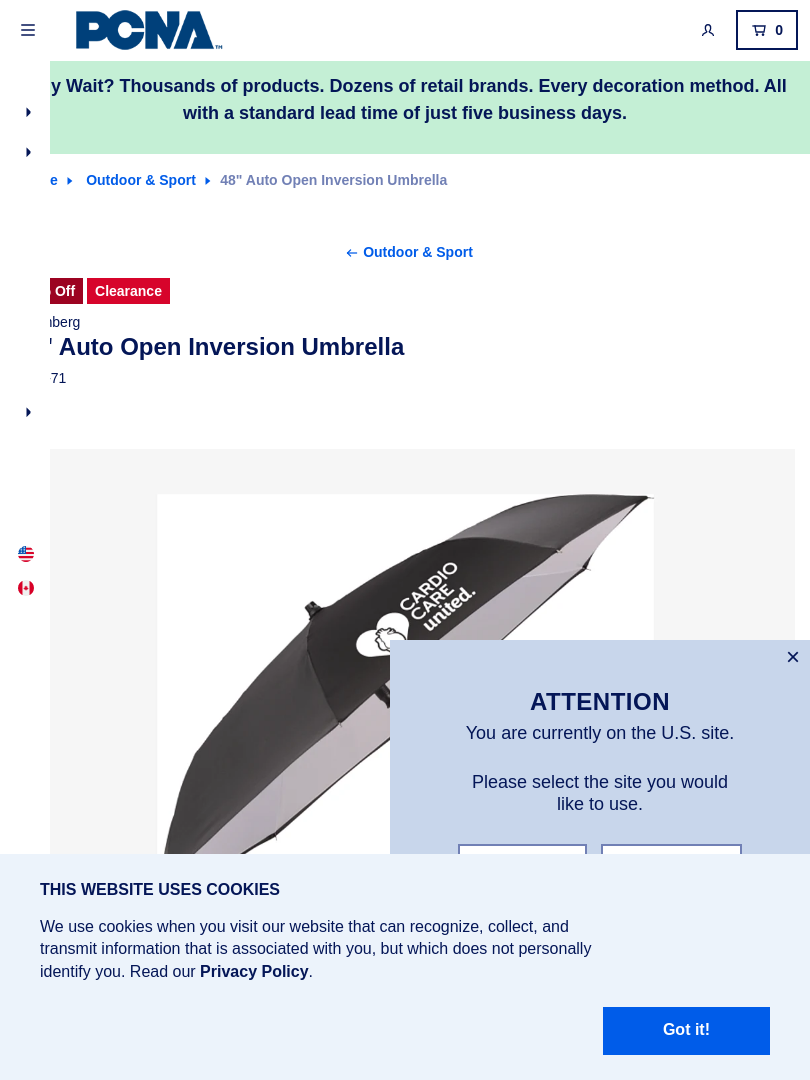 PCNA™
0
y Wait? Thousands of products. Dozens of retail brands. Every decoration method. All
with a standard lead time of just five business days.
e
Outdoor & Sport
48" Auto Open Inversion Umbrella
← Outdoor & Sport
Off
Clearance
nberg
" Auto Open Inversion Umbrella
71
CARDIO
CARE
united.
ATTENTION
You are currently on the U.S. site.
Please select the site you would
like to use.
THIS WEBSITE USES COOKIES
We use cookies when you visit our website that can recognize, collect, and
transmit information that is associated with you, but which does not personally
identify you. Read our Privacy Policy.
Got it!